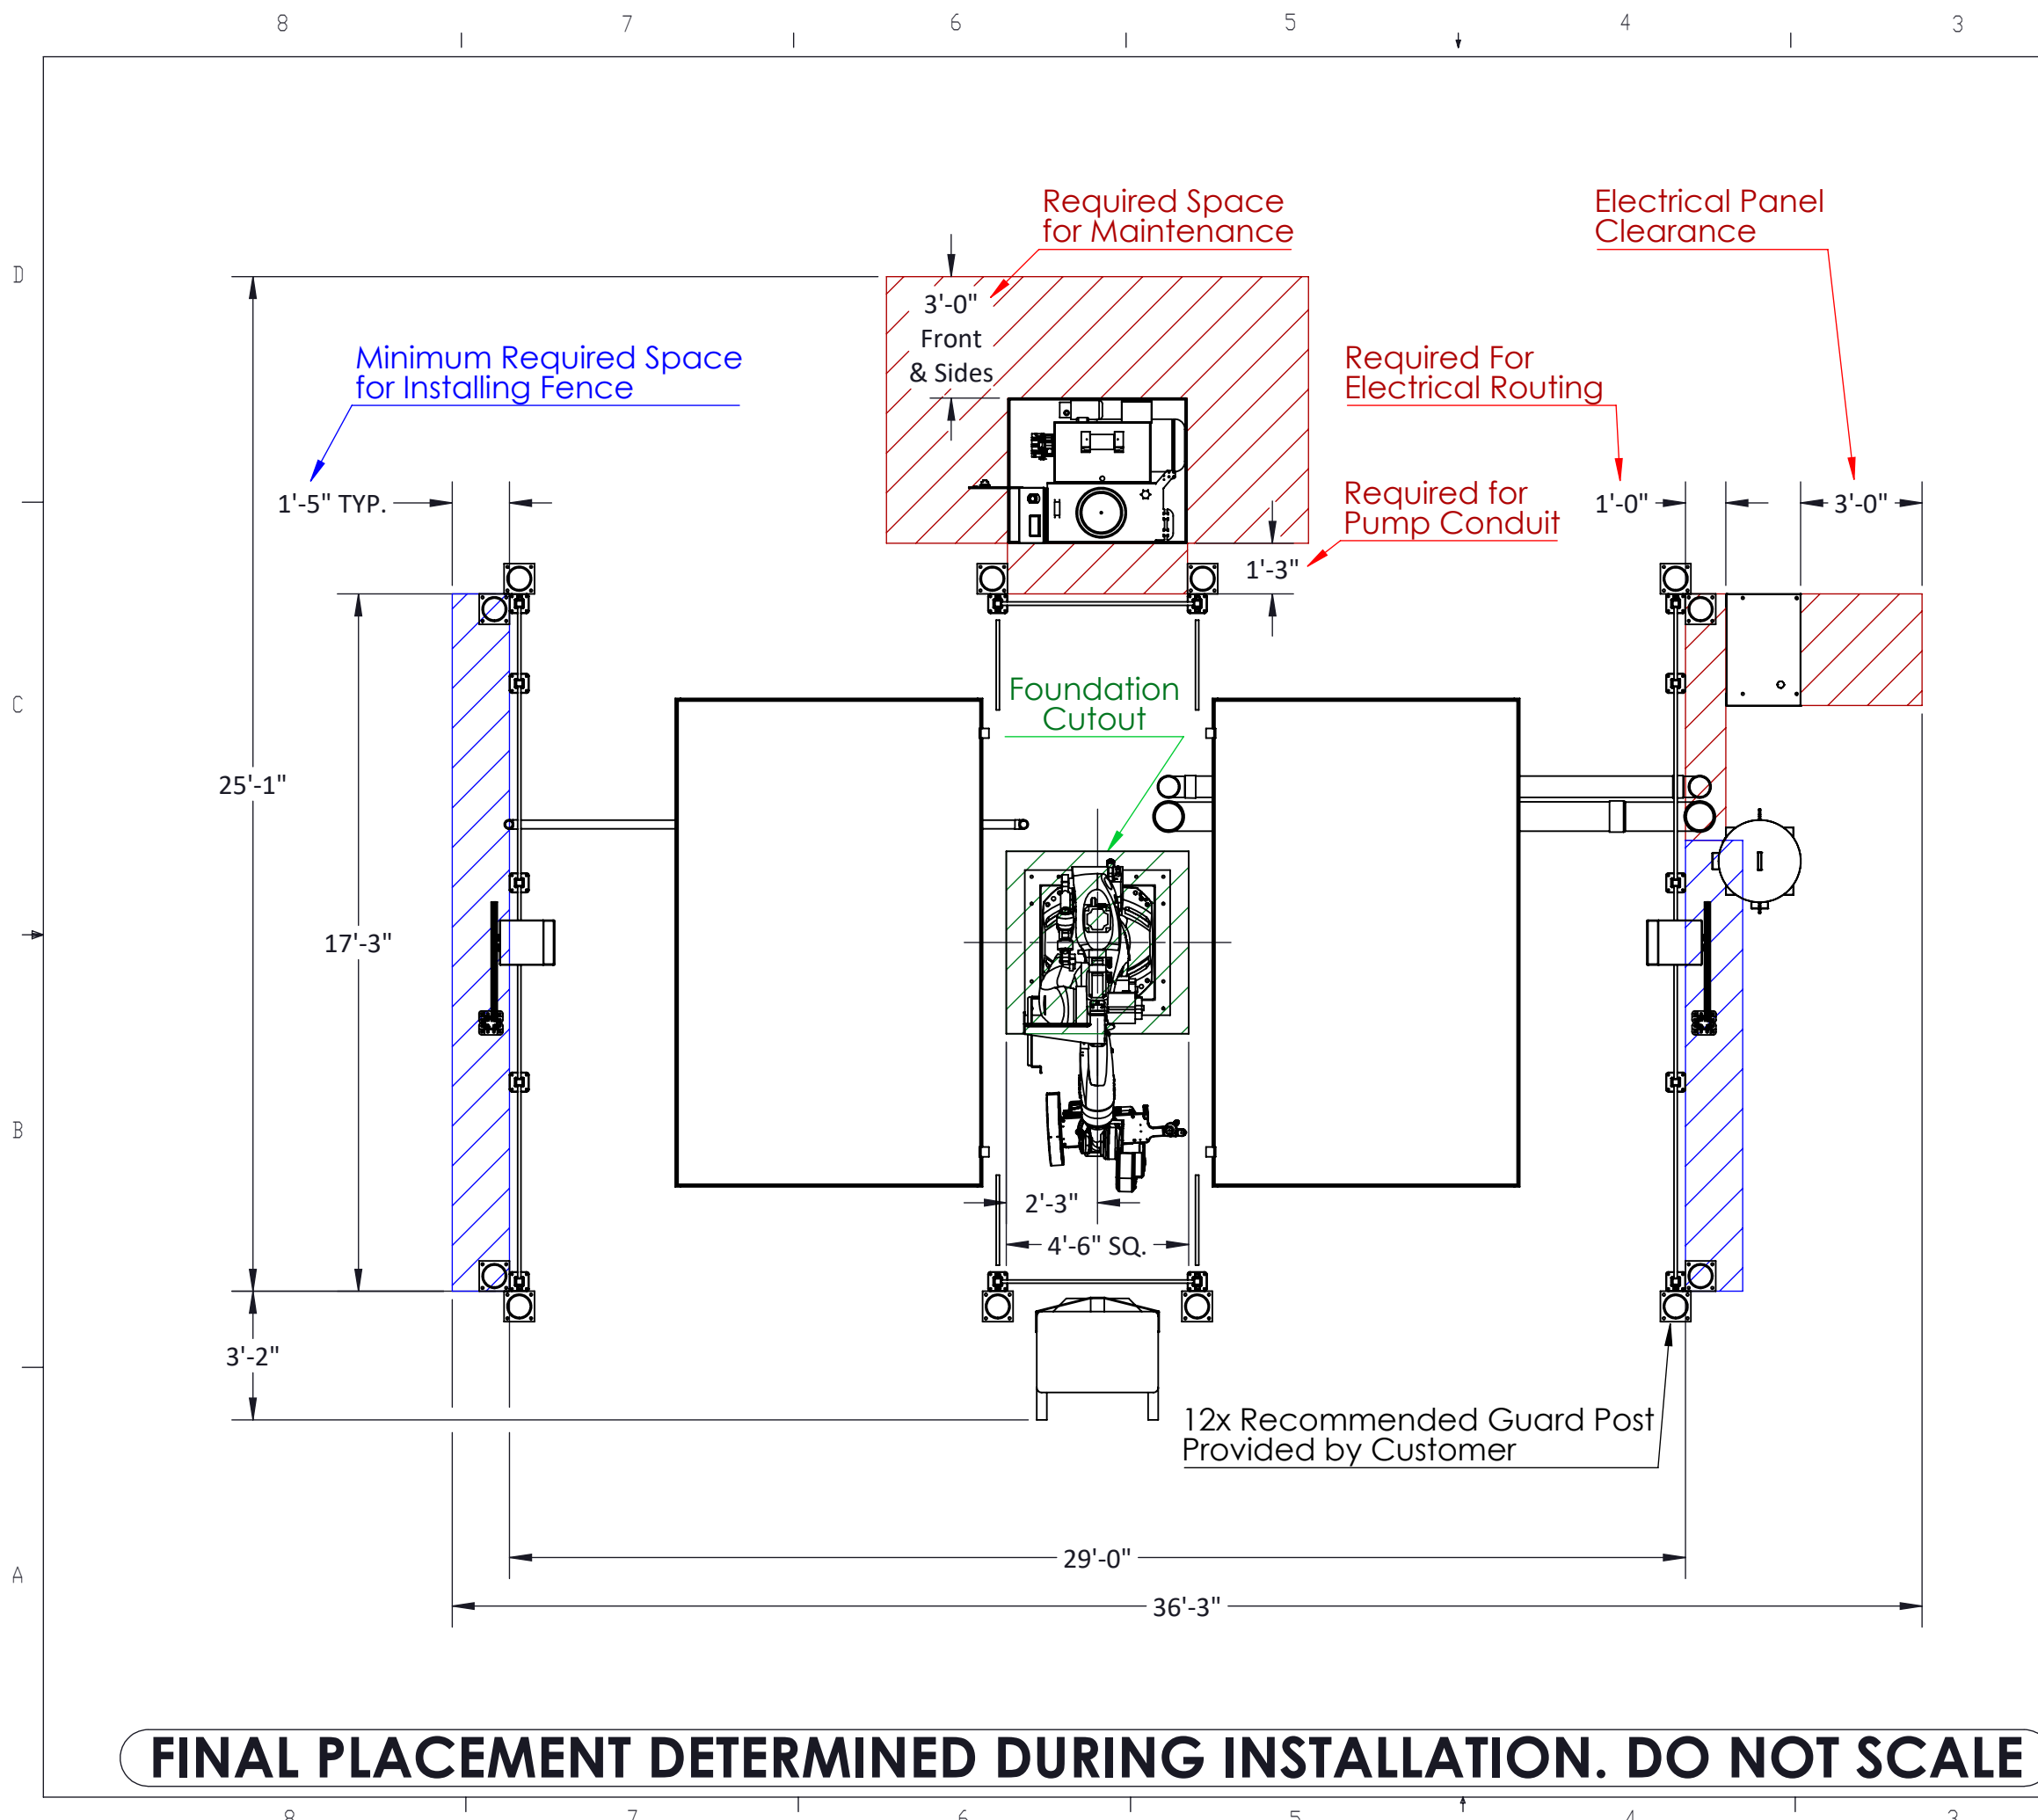 8 7 6 5 4 3
D
C
B
A
Required Space
for Maintenance
Electrical Panel
Clearance
3'-0"
Front
& Sides
Minimum Required Space
for Installing Fence
Required For
Electrical Routing
1'-5" TYP.
Required for
Pump Conduit
1'-0"
3'-0"
1'-3"
Foundation
Cutout
25'-1"
17'-3"
2'-3"
4'-6" SQ.
3'-2"
12x Recommended Guard Post
Provided by Customer
29'-0"
36'-3"
FINAL PLACEMENT DETERMINED DURING INSTALLATION. DO NOT SCALE
8 7 6 5 4 3